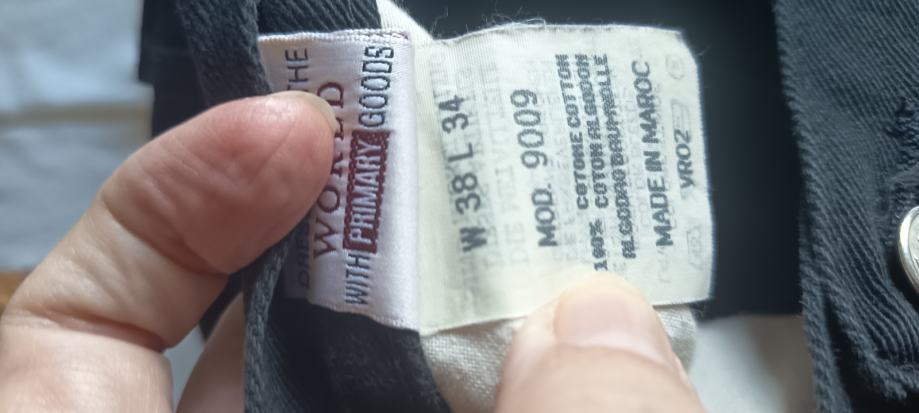 THE
WORLD
WITH PRIMARY GOODS
W 38 L 34
MOD. 9009
100% COTONE COTTON
COTON ALGODON
ALGODAO BAUMWOLLE
MADE IN MAROC
VR02